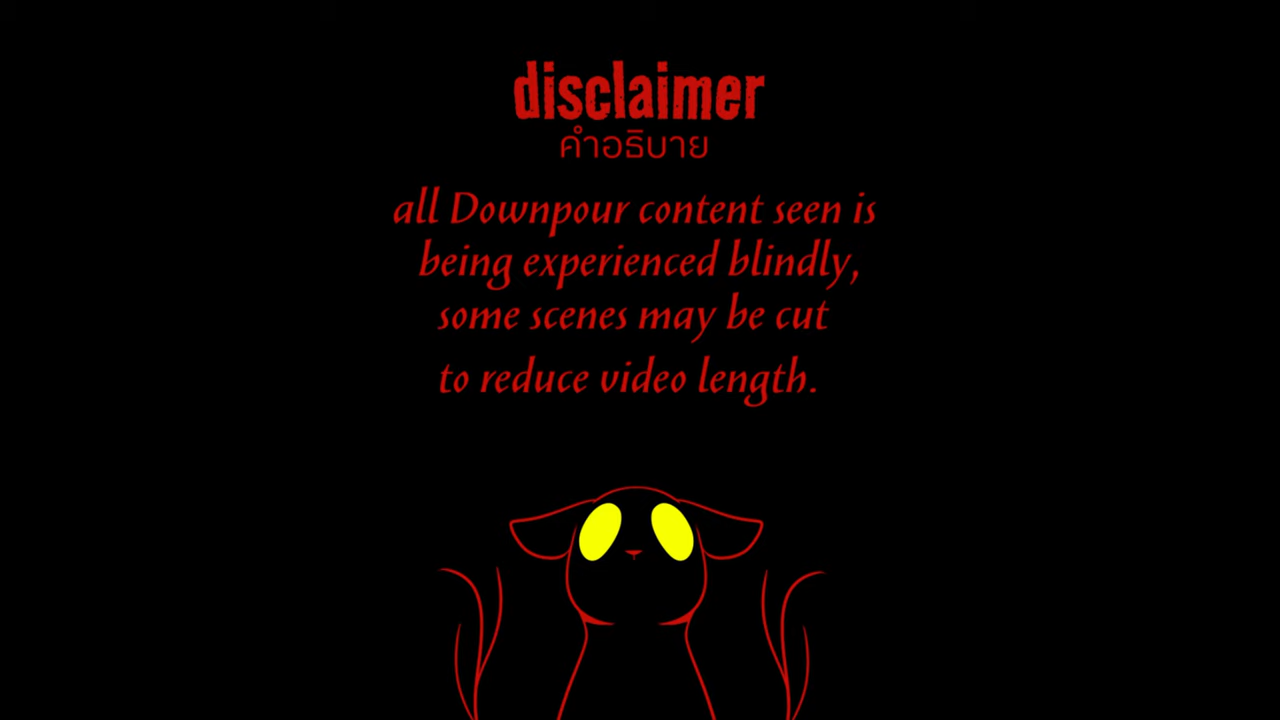 disclaimer
คำอธิบาย
all Downpour content seen is
being experienced blindly,
some scenes may be cut
to reduce video length.